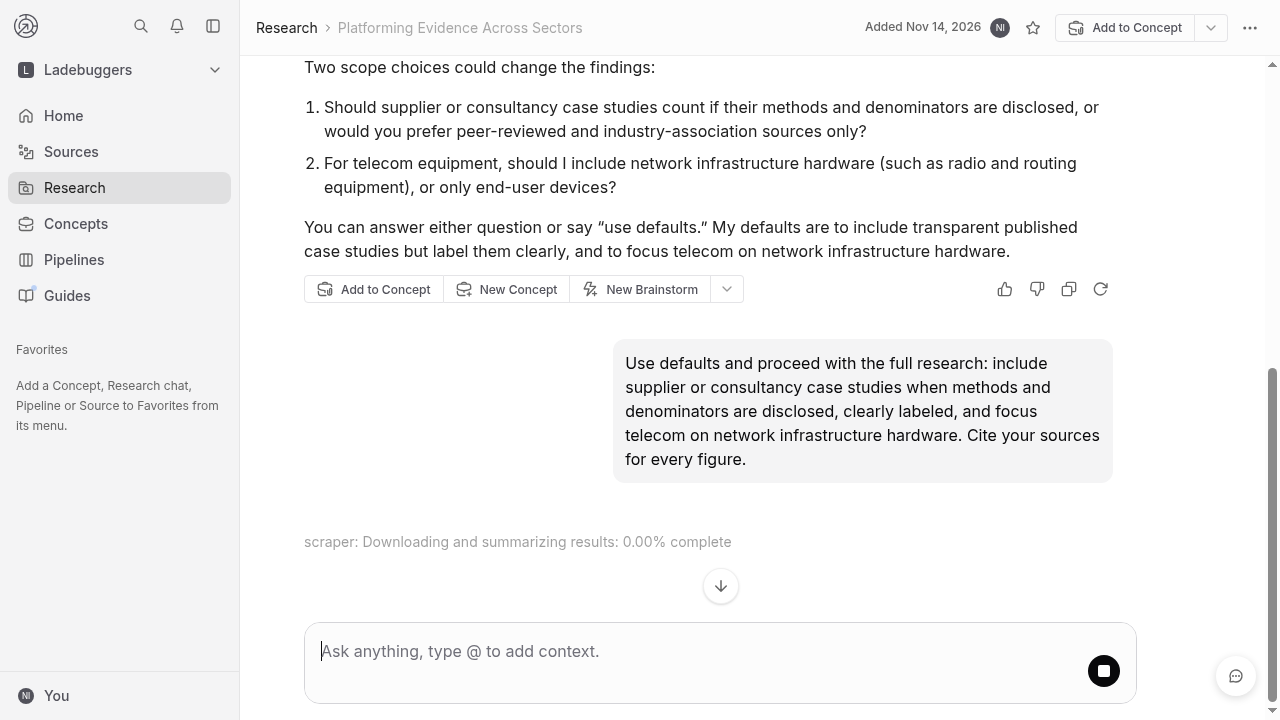 Research
Platforming Evidence Across Sectors
Added Nov 14, 2026
NI
Add to Concept
L
Ladebuggers
Home
Sources
Research
Concepts
Pipelines
Guides
Favorites
Add a Concept, Research chat,
Pipeline or Source to Favorites from
its menu.
NI
You
Two scope choices could change the findings:
1. Should supplier or consultancy case studies count if their methods and denominators are disclosed, or
would you prefer peer-reviewed and industry-association sources only?
2. For telecom equipment, should I include network infrastructure hardware (such as radio and routing
equipment), or only end-user devices?
You can answer either question or say “use defaults.” My defaults are to include transparent published
case studies but label them clearly, and to focus telecom on network infrastructure hardware.
Add to Concept
New Concept
New Brainstorm
Use defaults and proceed with the full research: include
supplier or consultancy case studies when methods and
denominators are disclosed, clearly labeled, and focus
telecom on network infrastructure hardware. Cite your sources
for every figure.
scraper: Downloading and summarizing results: 0.00% complete
Ask anything, type @ to add context.